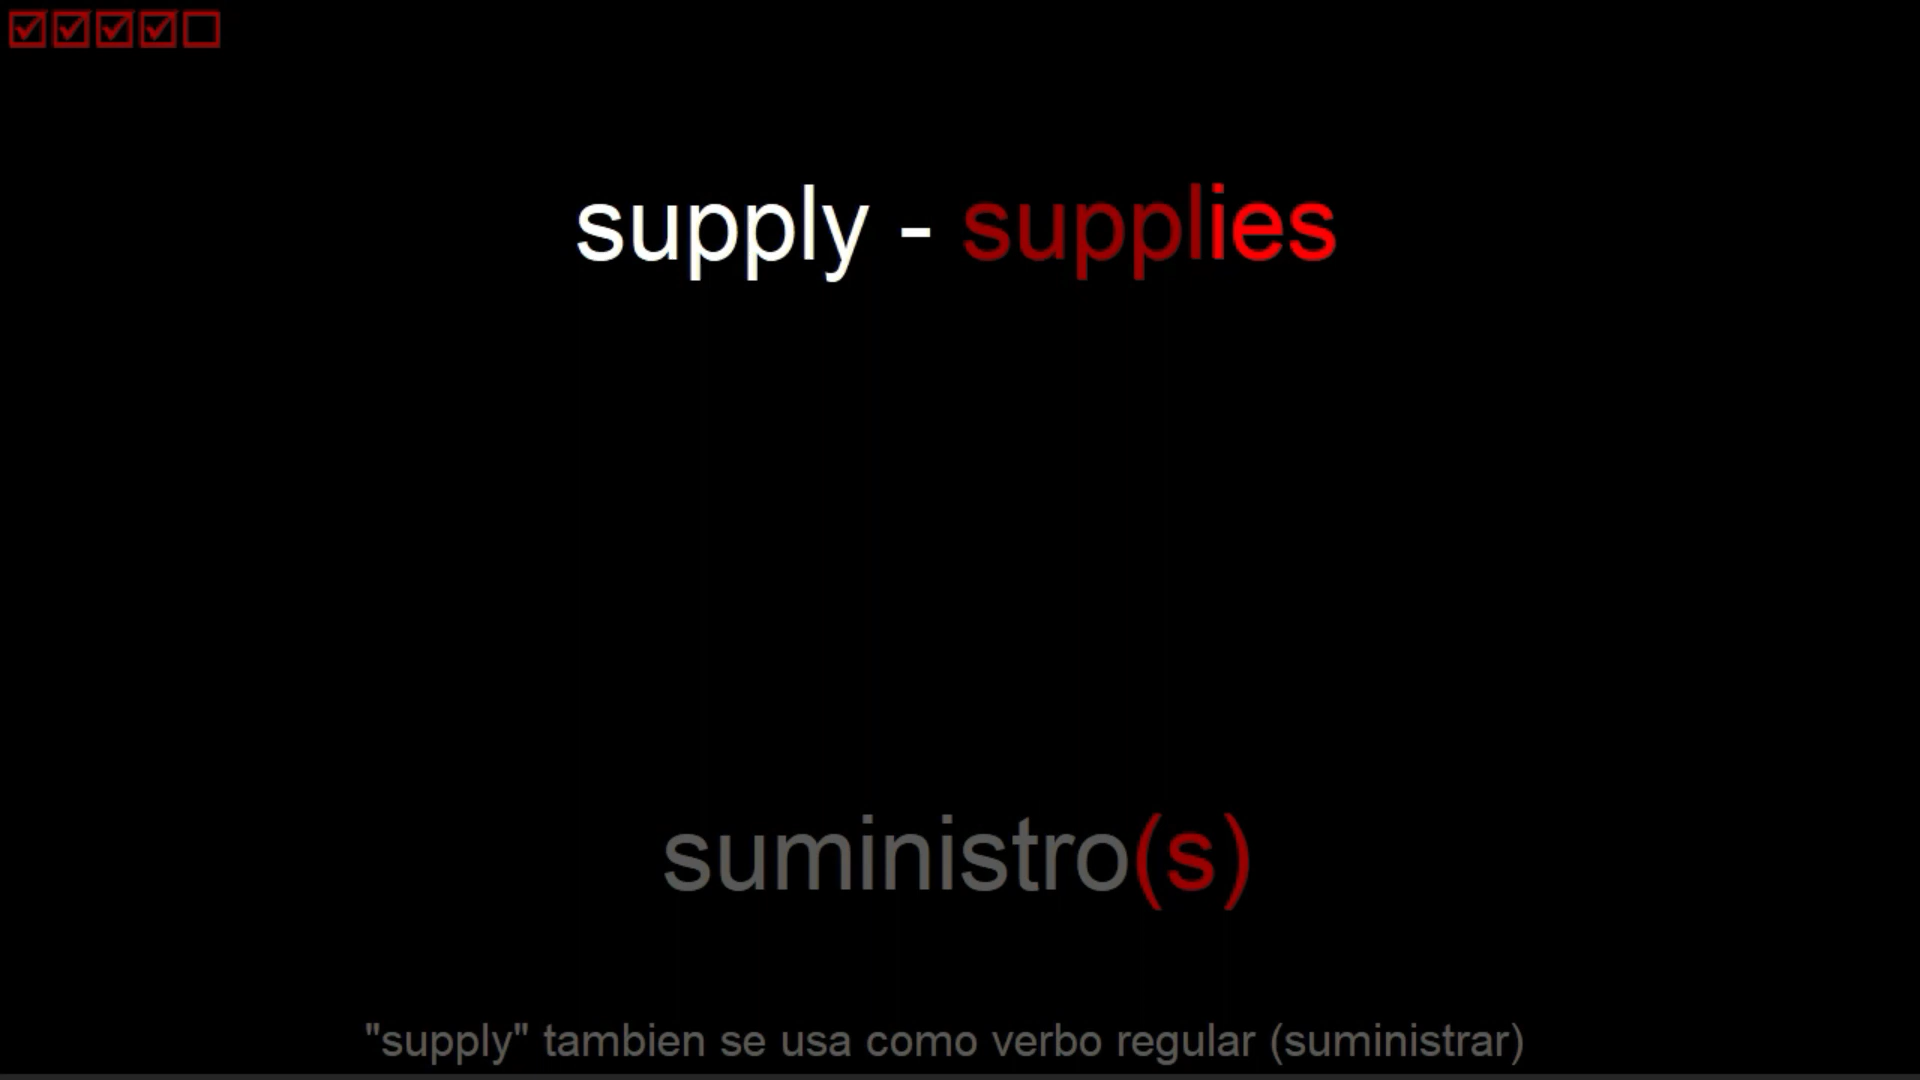 supply - supplies
suministro(s)
"supply" tambien se usa como verbo regular (suministrar)